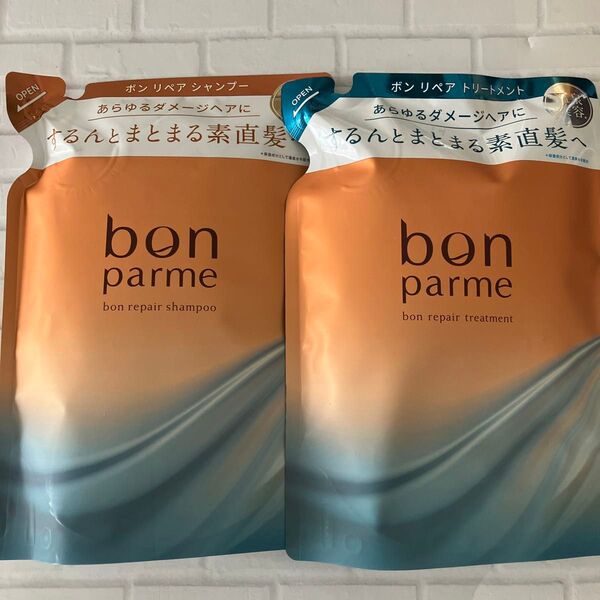 OPEN
ボン リペア シャンプー
あらゆるダメージヘアに
するんとまとまる素直髪へ
bon
parme
bon repair shampoo
OPEN
ボン リペア トリートメント
あらゆるダメージヘアに
するんとまとまる素直髪へ
bon
parme
bon repair treatment